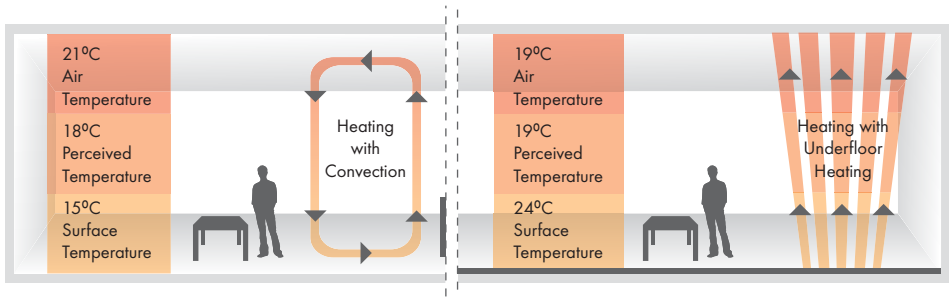 21ºC
Air
Temperature
18ºC
Perceived
Temperature
15ºC
Surface
Temperature
Heating
with
Convection
19ºC
Air
Temperature
19ºC
Perceived
Temperature
24ºC
Surface
Temperature
Heating with
Underfloor
Heating